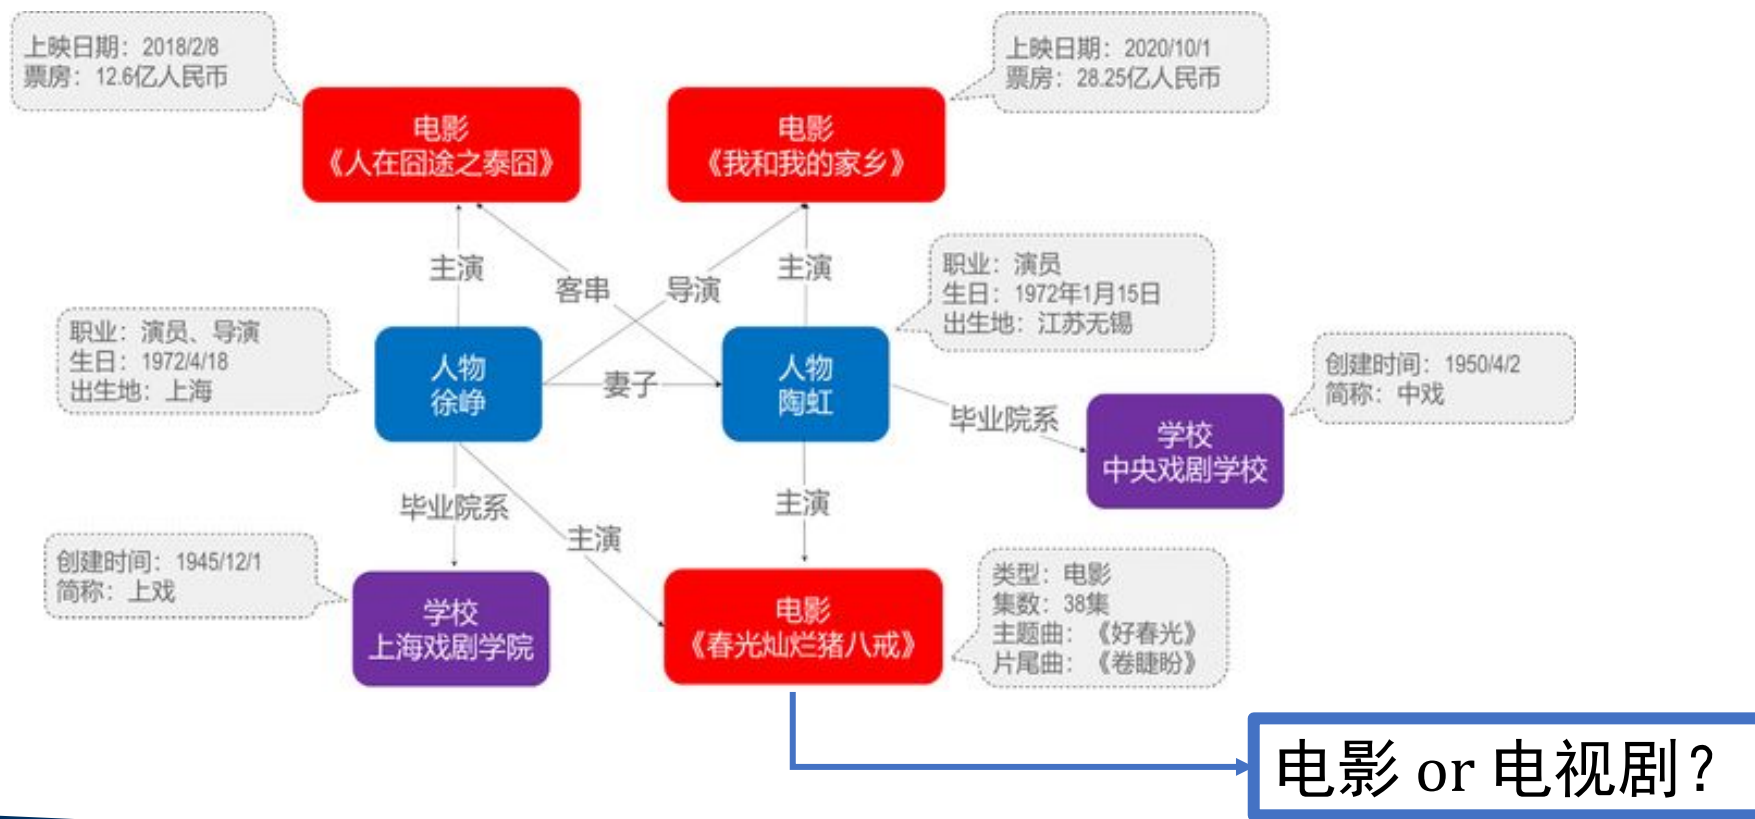 上映日期：2018/2/8
票房：12.6亿人民币
上映日期：2020/10/1
票房：28.25亿人民币
电影
《人在囧途之泰囧》
电影
《我和我的家乡》
主演
客串
导演
主演
职业：演员
生日：1972年1月15日
出生地：江苏无锡
职业：演员、导演
生日：1972/4/18
出生地：上海
人物
徐峥
妻子
人物
陶虹
创建时间：1950/4/2
简称：中戏
毕业院系
学校
中央戏剧学校
毕业院系
主演
主演
创建时间：1945/12/1
简称：上戏
学校
上海戏剧学院
电影
《春光灿烂猪八戒》
类型：电影
集数：38集
主题曲：《好春光》
片尾曲：《卷睫盼》
电影 or 电视剧？